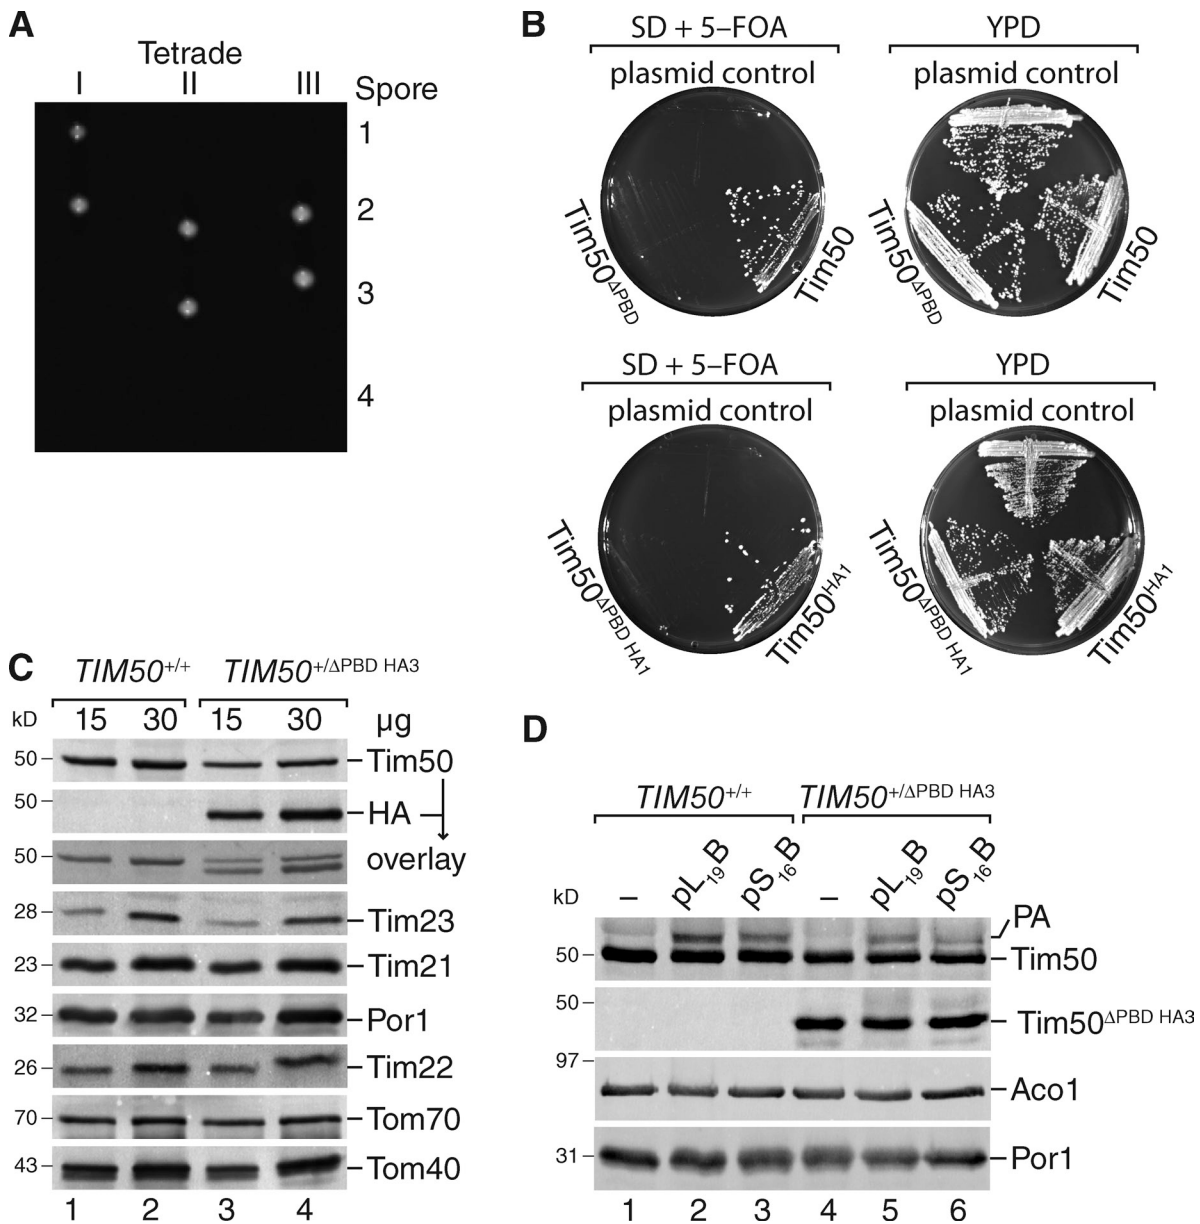 A
Tetrade
I II III
Spore
1
2
3
4
B
SD + 5–FOA
plasmid control
Tim50ΔPBD
Tim50
YPD
plasmid control
Tim50ΔPBD
Tim50
SD + 5–FOA
plasmid control
Tim50ΔPBD HA1
Tim50HA1
YPD
plasmid control
Tim50ΔPBD HA1
Tim50HA1
C
TIM50+/+ TIM50+/ΔPBD HA3
kD 15 30 15 30 µg
50 Tim50
50 HA
50 overlay
28 Tim23
23 Tim21
32 Por1
26 Tim22
70 Tom70
43 Tom40
1 2 3 4
D
TIM50+/+ TIM50+/ΔPBD HA3
kD – pL19B pS16B – pL19B pS16B
PA
50 Tim50
50 Tim50ΔPBD HA3
97
Aco1
31 Por1
1 2 3 4 5 6